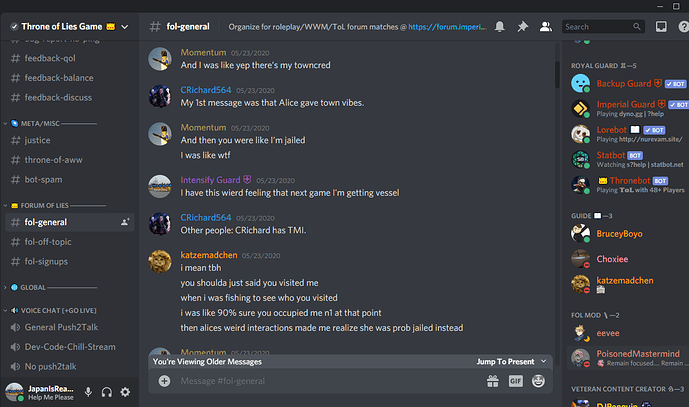 Throne of Lies Game
fol-general
Organize for roleplay/WWM/ToL forum matches @ https://forum.imperi...
Search
feedback-qol
feedback-balance
feedback-discuss
META/MISC
justice
throne-of-aww
bot-spam
FORUM OF LIES
fol-general
fol-off-topic
fol-signups
GLOBAL
VOICE CHAT [+GO LIVE]
General Push2Talk
Dev-Code-Chill-Stream
No push2talk
JapanIsRea...
Help Me Please
Momentum 05/23/2020
And I was like yep there's my towncred
CRichard564 05/23/2020
My 1st message was that Alice gave town vibes.
Momentum 05/23/2020
And then you were like I'm jailed
I was like wtf
Intensify Guard 05/23/2020
I have this wierd feeling that next game I'm getting vessel
CRichard564 05/23/2020
Other people: CRichard has TMI.
katzemadchen 05/23/2020
i mean tbh
you shoulda just said you visited me
when i was fishing to see who you visited
i was like 90% sure you occupied me n1 at that point
then alices weird interactions made me realize she was prob jailed instead
Momentum 05/23/2020
You're Viewing Older Messages
Jump To Present
Message #fol-general
GIF
ROYAL GUARD —5
Backup Guard BOT
Imperial Guard BOT
Playing dyno.gg | ?help
Lorebot BOT
Playing http://nurevam.site/
Statbot BOT
Playing s?help | statbot.net
Thronebot BOT
Playing ToL with 48+ Players
GUIDE —3
BruceyBoyo
Choxiee
katzemadchen
FOL MOD —2
eevee
PoisonedMastermind
Remain focused... Remain
VETERAN CONTENT CREATOR
DJPenguin